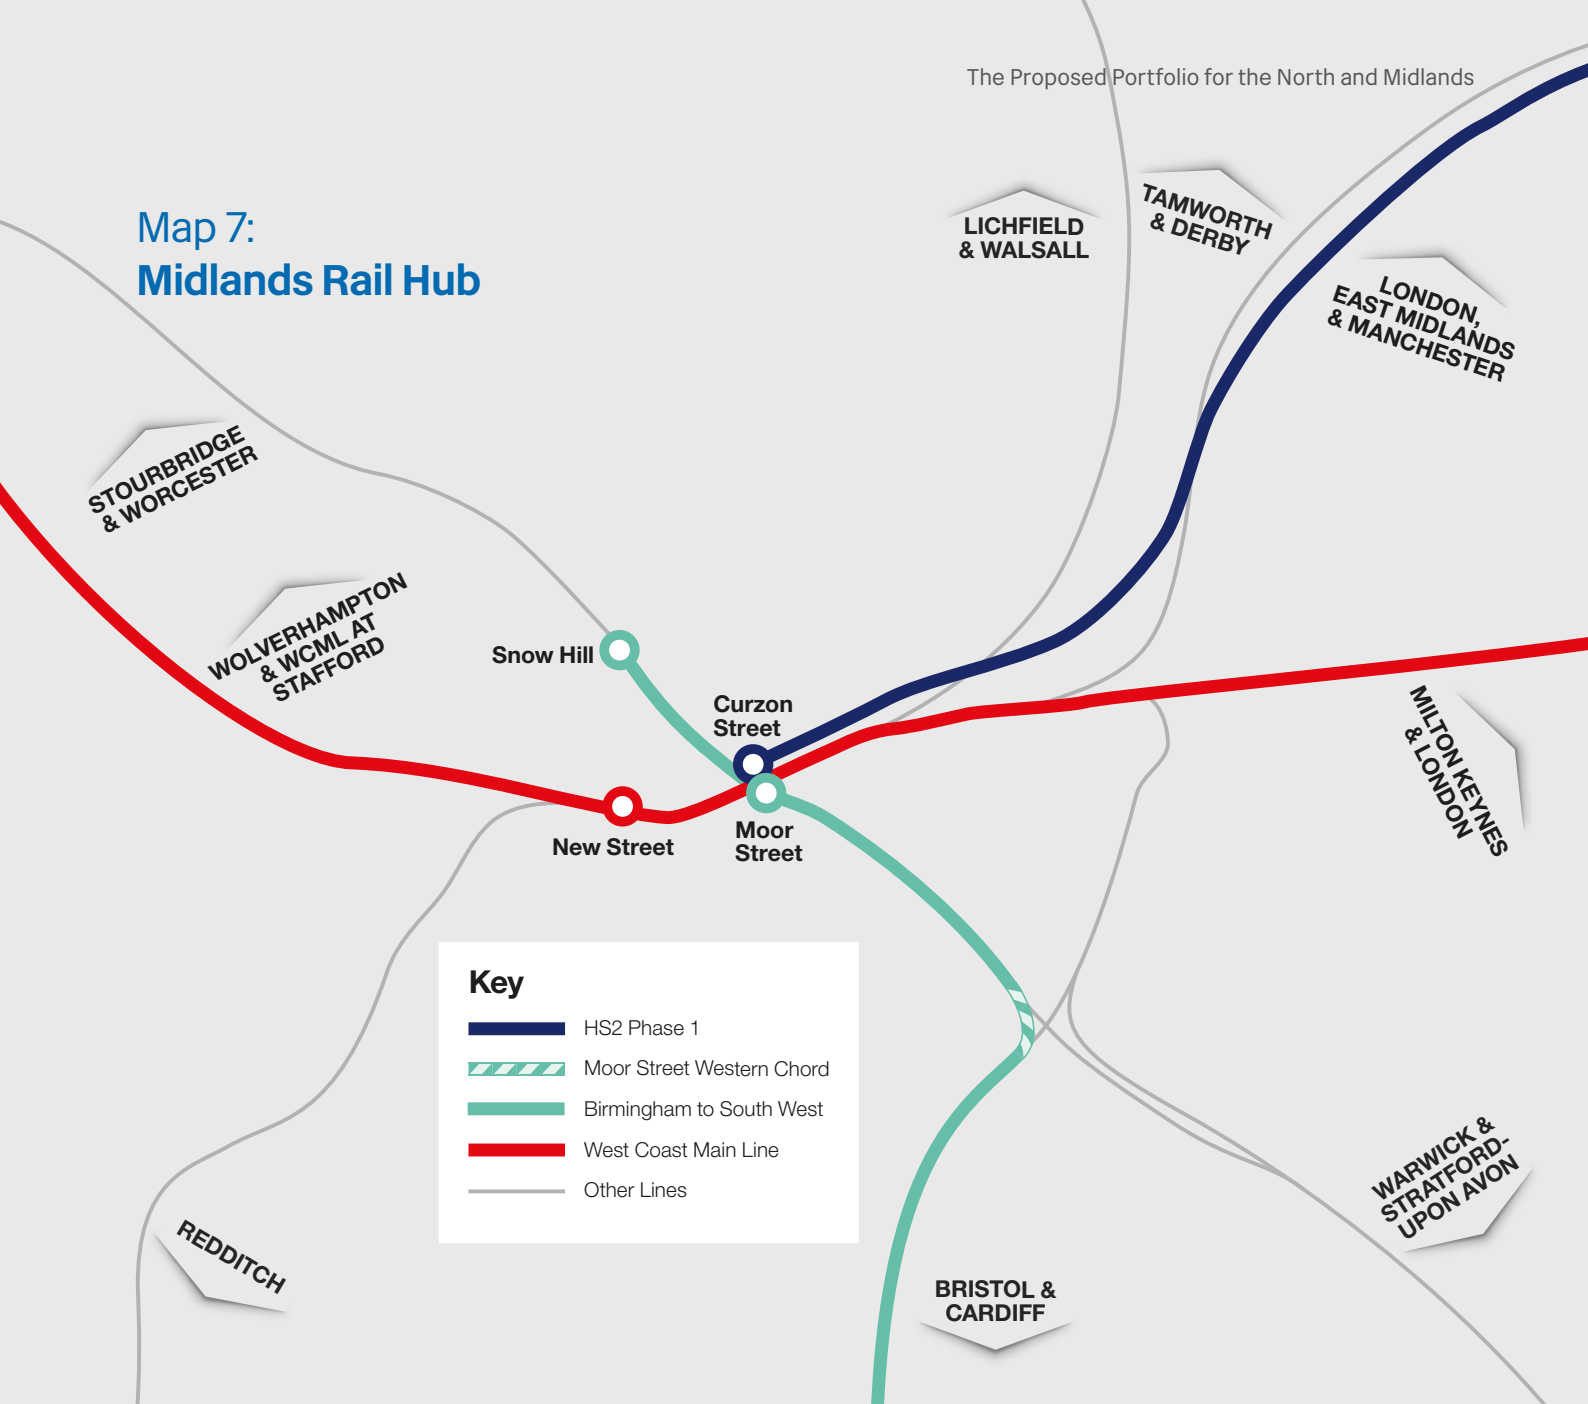 The Proposed Portfolio for the North and Midlands
Map 7:
Midlands Rail Hub
LICHFIELD
& WALSALL
TAMWORTH
& DERBY
LONDON,
EAST MIDLANDS
& MANCHESTER
STOURBRIDGE
& WORCESTER
WOLVERHAMPTON
& WCML AT
STAFFORD
Snow Hill
Curzon
Street
New Street
Moor
Street
MILTON KEYNES
& LONDON
Key
HS2 Phase 1
Moor Street Western Chord
Birmingham to South West
West Coast Main Line
Other Lines
WARWICK &
STRATFORD-
UPON AVON
REDDITCH
BRISTOL &
CARDIFF